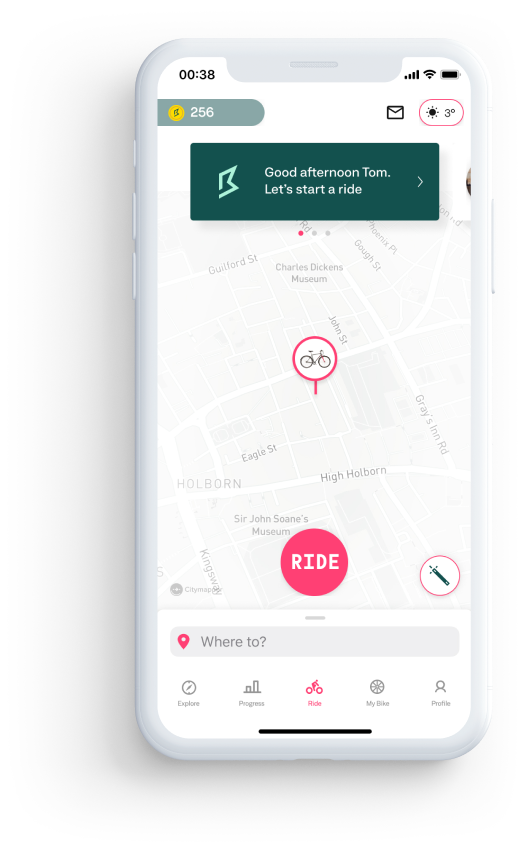 00:38
256
3°
Good afternoon Tom.
Let's start a ride
Rd
Phoenix Pl
Gough St
Guilford St
Charles Dickens
Museum
John St
Gray's Inn Rd
Eagle St
High Holborn
HOLBORN
Sir John Soane's
Museum
RIDE
Kingsway
Citymapper
Where to?
Explore
Progress
Ride
My Bike
Profile